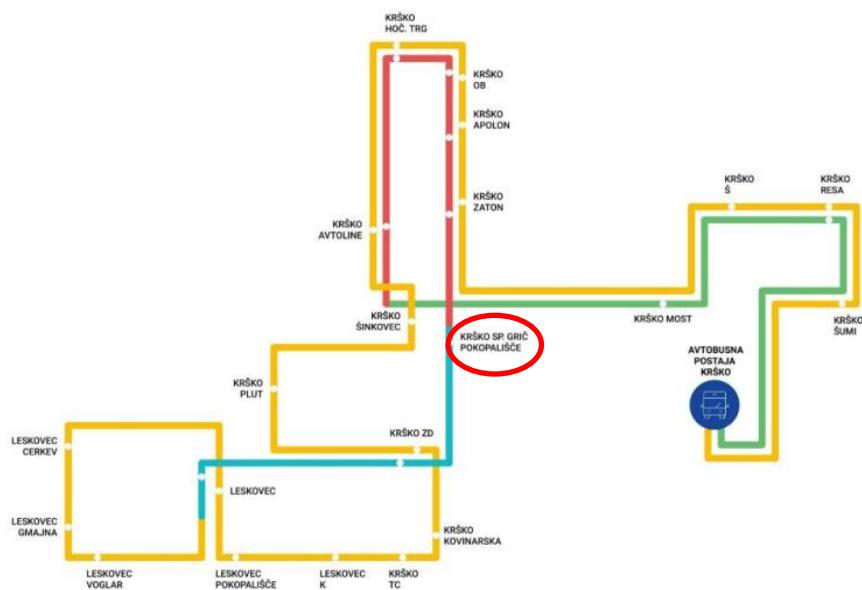 KRŠKO
HOČ. TRG
KRŠKO
OB
KRŠKO
APOLON
KRŠKO
ZATON
KRŠKO
Š
KRŠKO
RESA
KRŠKO
AVTOLINE
KRŠKO
ŠINKOVEC
KRŠKO MOST
KRŠKO
ŠUMI
KRŠKO SP. GRIČ
POKOPALIŠČE
AVTOBUSNA
POSTAJA
KRŠKO
KRŠKO
PLUT
KRŠKO ZD
LESKOVEC
CERKEV
LESKOVEC
LESKOVEC
GMAJNA
KRŠKO
KOVINARSKA
LESKOVEC
VOGLAR
LESKOVEC
POKOPALIŠČE
LESKOVEC
K
KRŠKO
TC